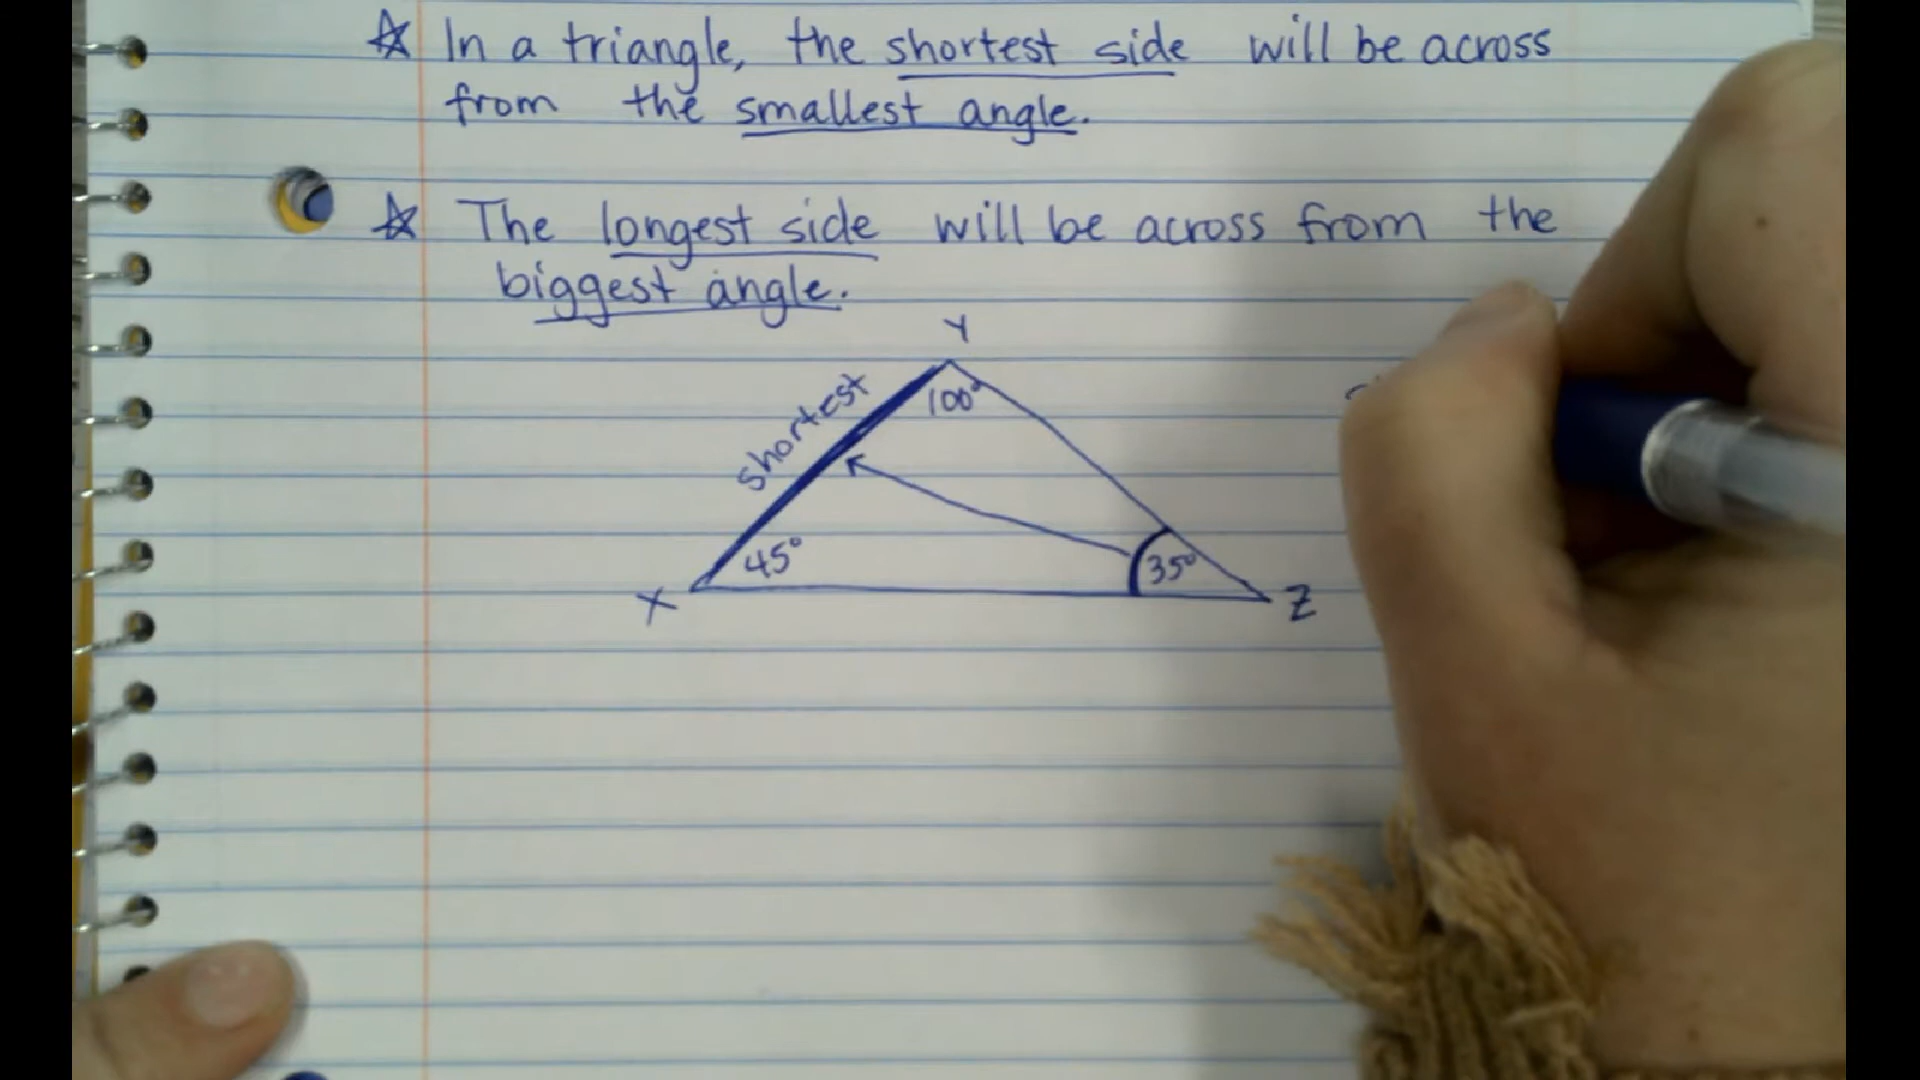 ☆ In a triangle, the shortest side will be across
from the smallest angle.
☆ The longest side will be across from the
biggest angle.
Y
shortest
100°
45°
35°
X
Z